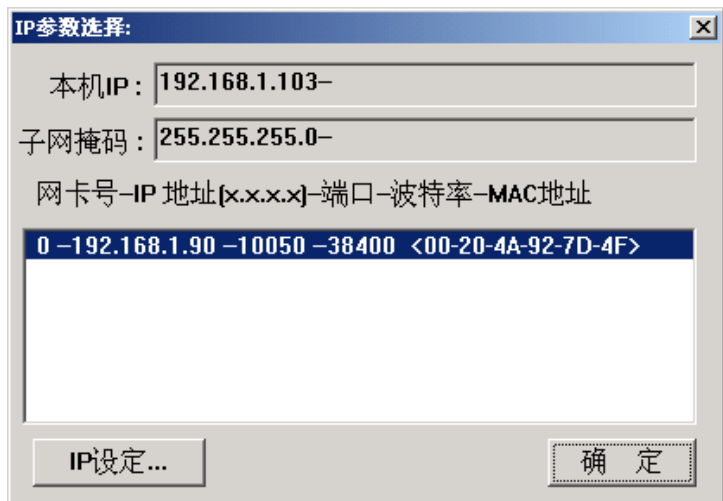 IP参数选择:
本机IP: 192.168.1.103–
子网掩码: 255.255.255.0–
网卡号–IP 地址(x.x.x.x)–端口–波特率–MAC地址
0 –192.168.1.90 –10050 –38400 <00-20-4A-92-7D-4F>
IP设定... 确 定